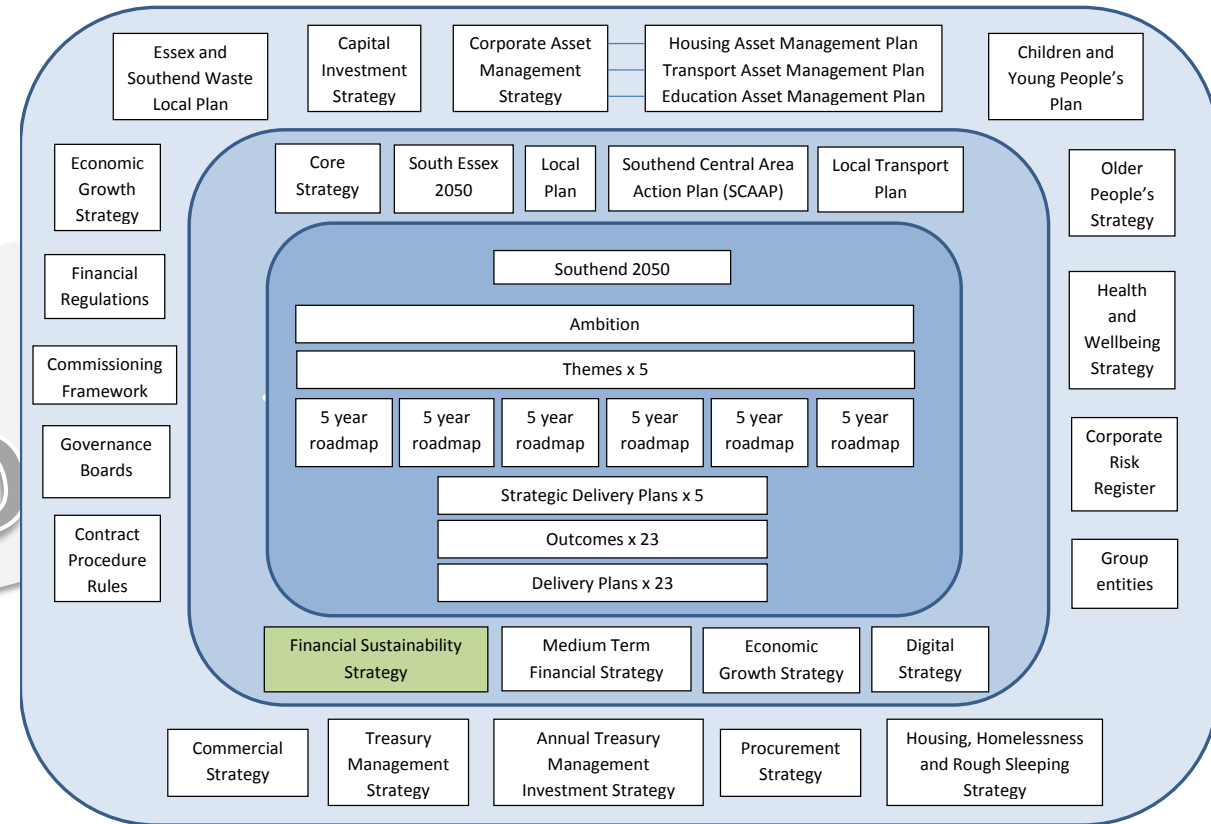 Essex and
Southend Waste
Local Plan
Capital
Investment
Strategy
Corporate Asset
Management
Strategy
Housing Asset Management Plan
Transport Asset Management Plan
Education Asset Management Plan
Children and
Young People's
Plan
Economic
Growth
Strategy
Financial
Regulations
Commissioning
Framework
Governance
Boards
Contract
Procedure
Rules
Core
Strategy
South Essex
2050
Local
Plan
Southend Central Area
Action Plan (SCAAP)
Local Transport
Plan
Older
People's
Strategy
Health
and
Wellbeing
Strategy
Corporate
Risk
Register
Group
entities
Southend 2050
Ambition
Themes x 5
5 year
roadmap
5 year
roadmap
5 year
roadmap
5 year
roadmap
5 year
roadmap
5 year
roadmap
Strategic Delivery Plans x 5
Outcomes x 23
Delivery Plans x 23
Financial Sustainability
Strategy
Medium Term
Financial Strategy
Economic
Growth Strategy
Digital
Strategy
Commercial
Strategy
Treasury
Management
Strategy
Annual Treasury
Management
Investment Strategy
Procurement
Strategy
Housing, Homelessness
and Rough Sleeping
Strategy